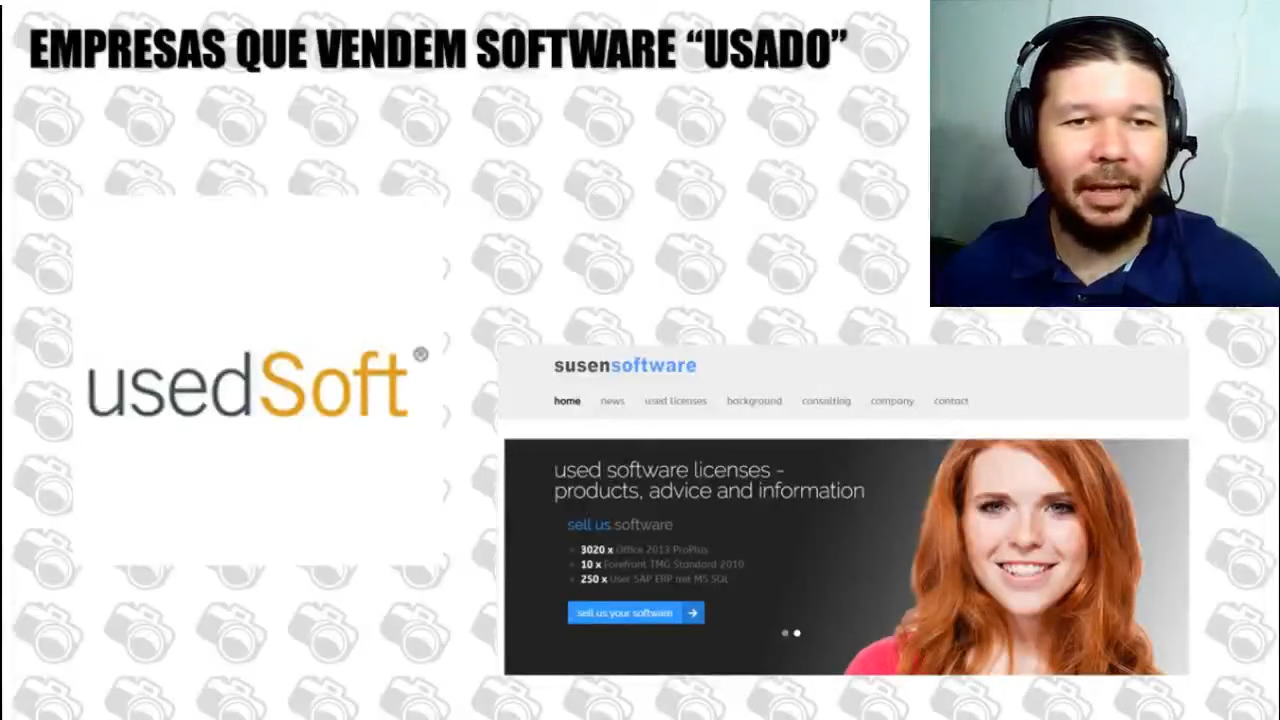 EMPRESAS QUE VENDEM SOFTWARE “USADO”
usedSoft®
susensoftware
home news used licenses background consulting company contact
used software licenses -
products, advice and information
sell us software
3020 x Office 2013 ProPlus
10 x Forefront TMG Standard 2010
250 x User SAP ERP met MS SQL
sell us your software